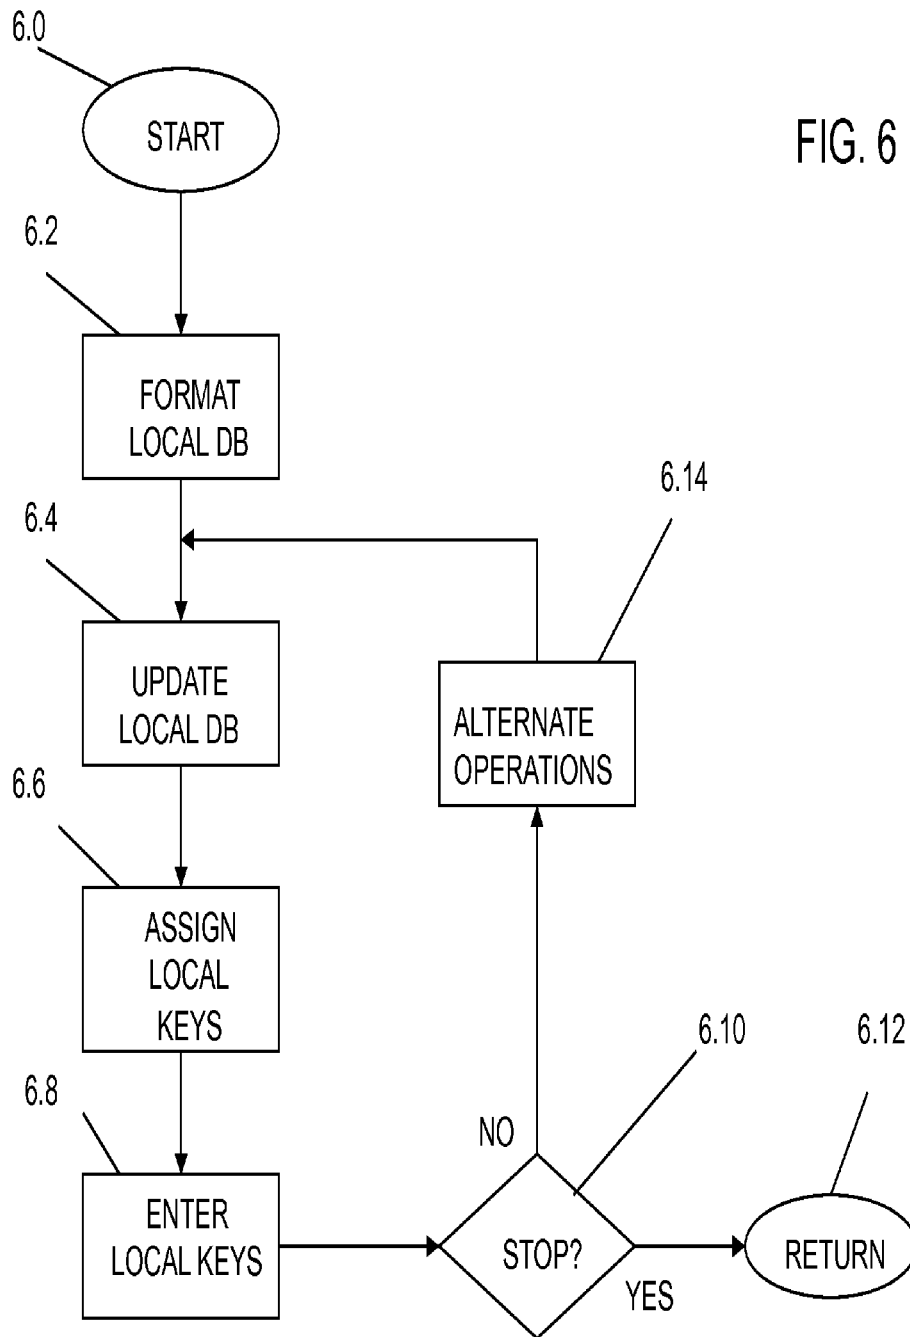 6.0
START
FIG. 6
6.2
FORMAT
LOCAL DB
6.4
6.14
UPDATE
LOCAL DB
ALTERNATE
OPERATIONS
6.6
ASSIGN
LOCAL
KEYS
6.10
6.12
6.8
NO
ENTER
LOCAL KEYS
STOP?
RETURN
YES